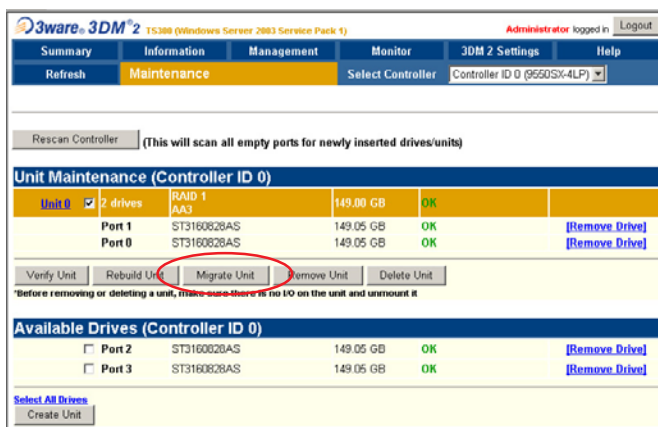 3ware® 3DM®2 TS300 (Windows Server 2003 Service Pack 1) Administrator logged in Logout
Summary Information Management Monitor 3DM 2 Settings Help
Refresh Maintenance Select Controller Controller ID 0 (9550SX-4LP)
Rescan Controller (This will scan all empty ports for newly inserted drives/units)
Unit Maintenance (Controller ID 0)
Unit 0 2 drives RAID 1 149.00 GB OK
AA3
Port 1 ST3160828AS 149.05 GB OK [Remove Drive]
Port 0 ST3160828AS 149.05 GB OK [Remove Drive]
Verify Unit Rebuild Unit Migrate Unit Remove Unit Delete Unit
*Before removing or deleting a unit, make sure there is no I/O on the unit and unmount it
Available Drives (Controller ID 0)
Port 2 ST3160828AS 149.05 GB OK [Remove Drive]
Port 3 ST3160828AS 149.05 GB OK [Remove Drive]
Select All Drives
Create Unit